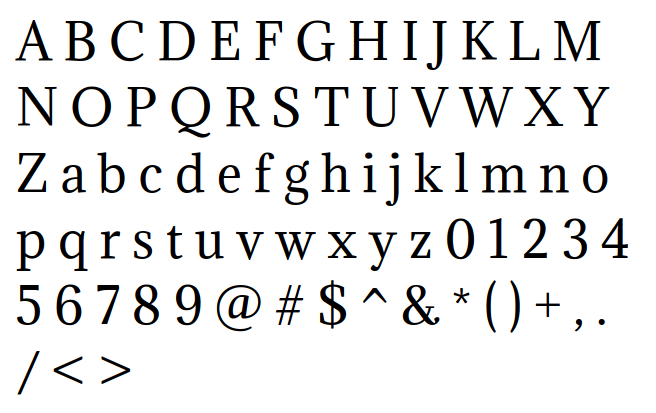 A B C D E F G H I J K L M
N O P Q R S T U V W X Y
Z a b c d e f g h i j k l m n o
p q r s t u v w x y z 0 1 2 3 4
5 6 7 8 9 @ # $ ^ & * ( ) + , .
/ < >